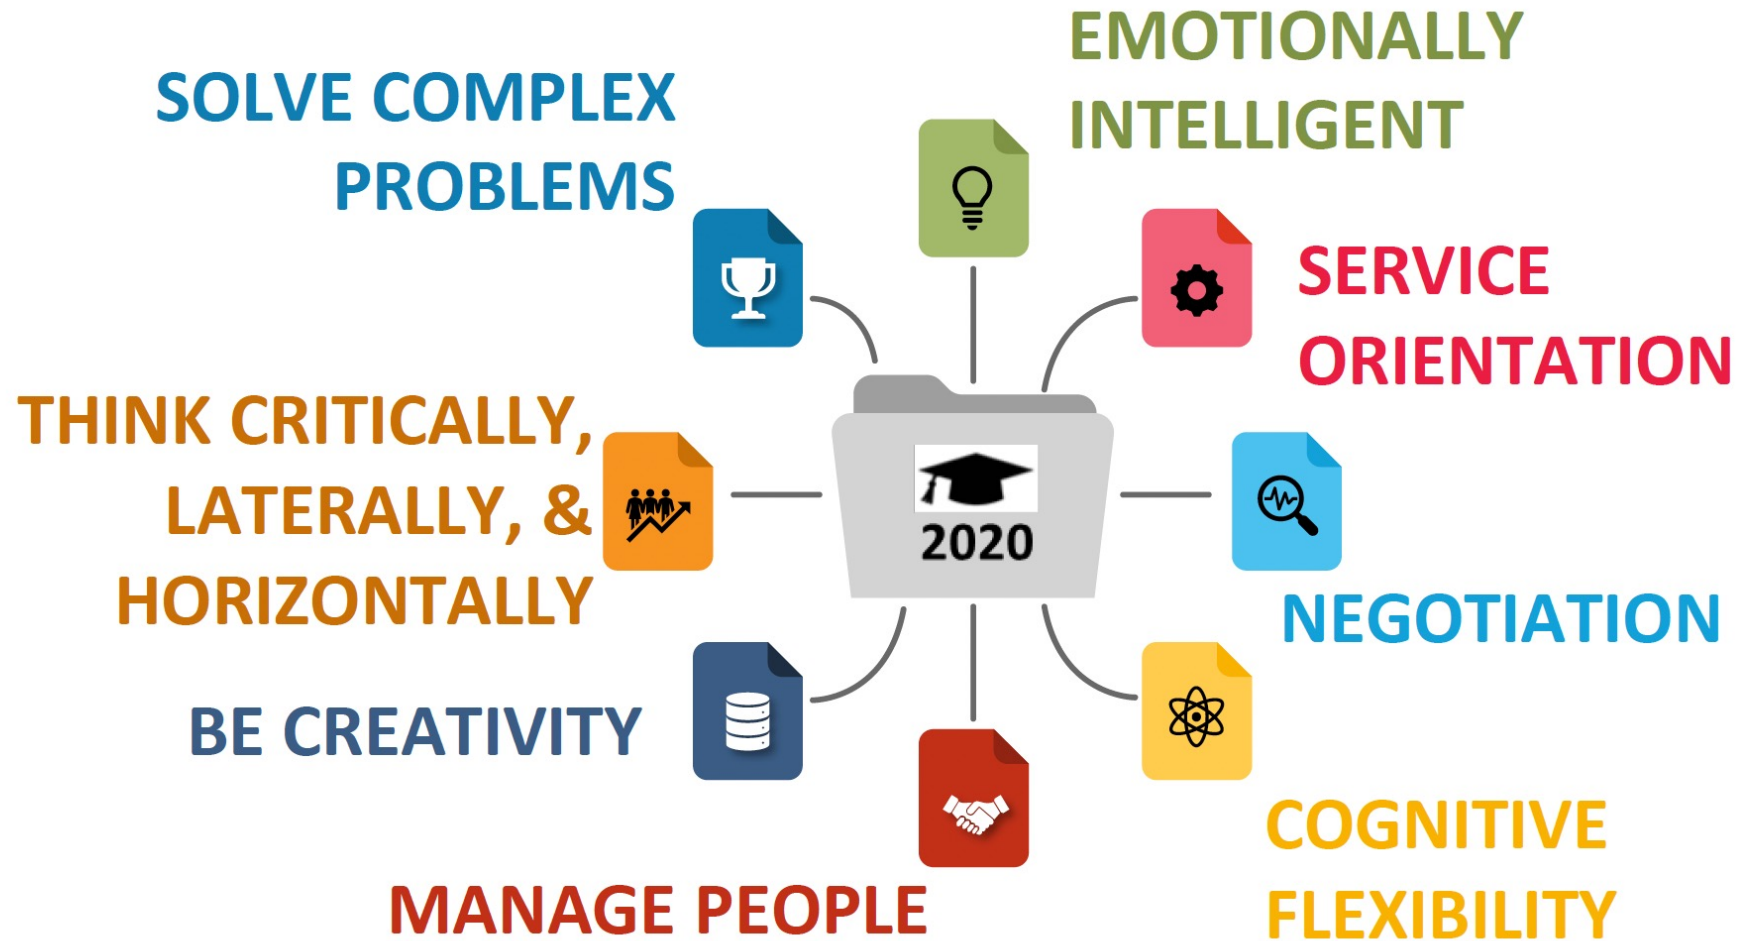 EMOTIONALLY
INTELLIGENT
SOLVE COMPLEX
PROBLEMS
SERVICE
ORIENTATION
THINK CRITICALLY,
LATERALLY, &
HORIZONTALLY
2020
NEGOTIATION
BE CREATIVITY
COGNITIVE
FLEXIBILITY
MANAGE PEOPLE